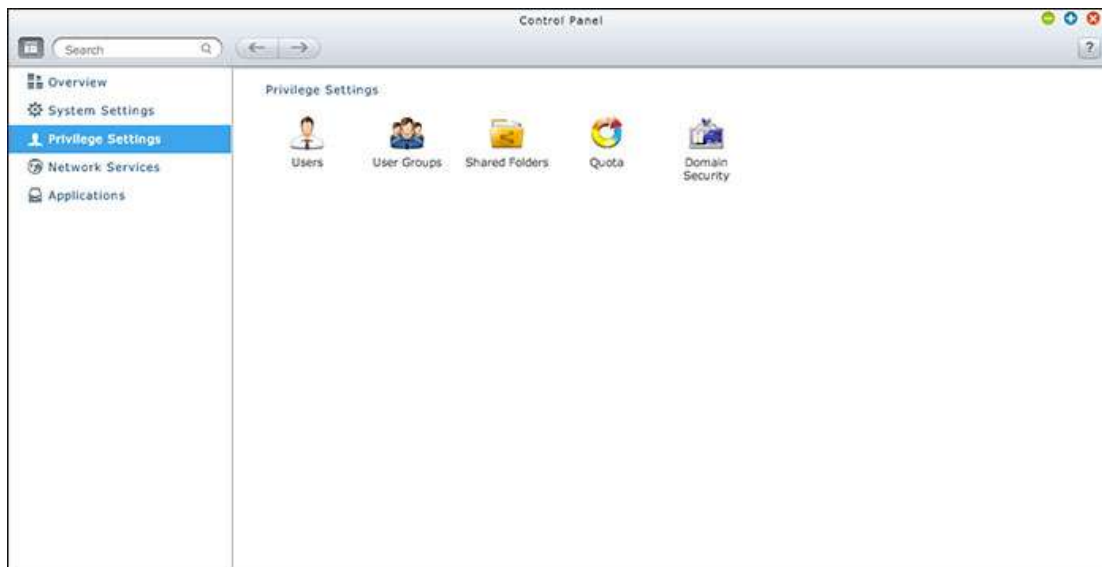 Control Panel
Search
?
Overview
System Settings
Privilege Settings
Network Services
Applications
Privilege Settings
Users
User Groups
Shared Folders
Quota
Domain
Security